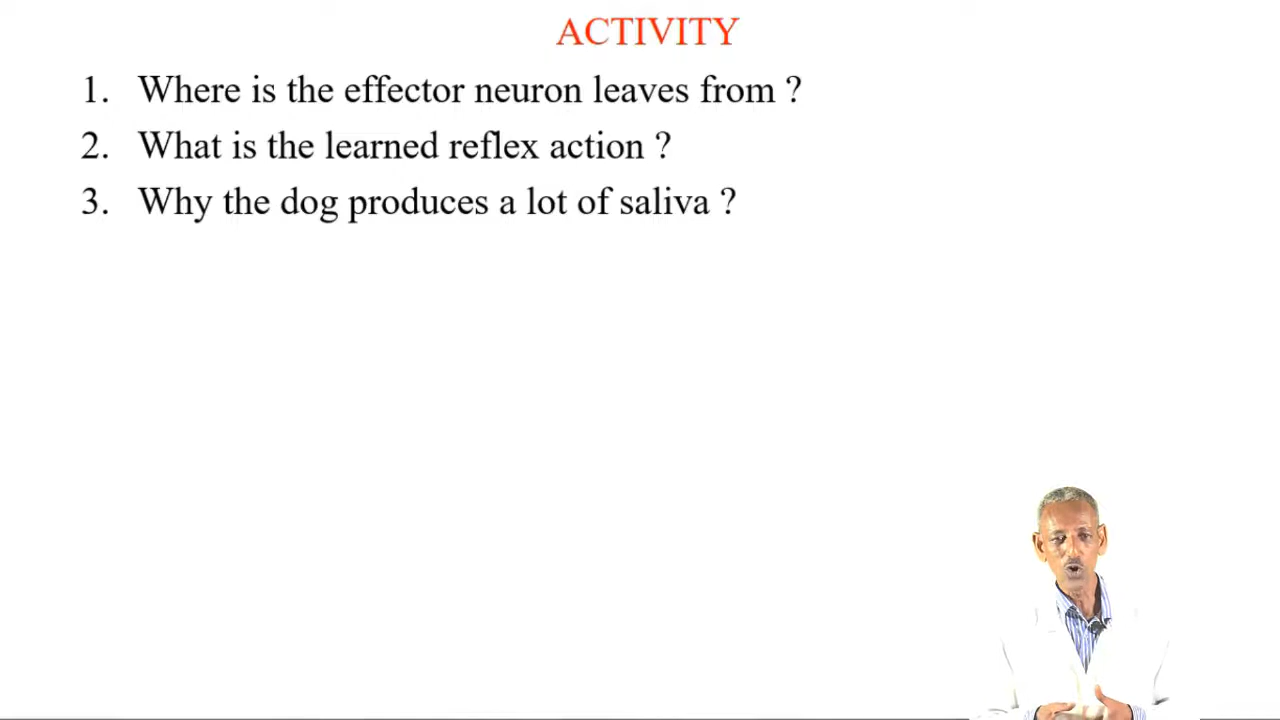 ACTIVITY
1. Where is the effector neuron leaves from ?
2. What is the learned reflex action ?
3. Why the dog produces a lot of saliva ?